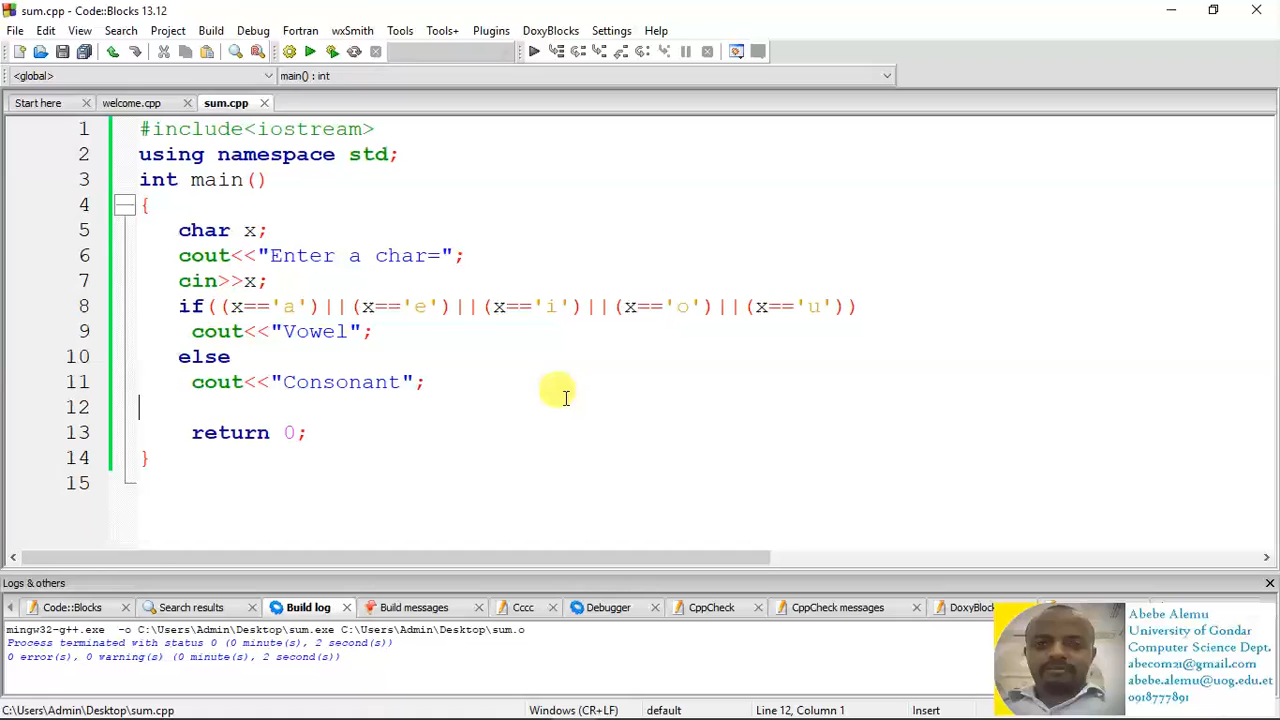 sum.cpp - Code::Blocks 13.12
File Edit View Search Project Build Debug Fortran wxSmith Tools Tools+ Plugins DoxyBlocks Settings Help
<global> main() : int
Start here welcome.cpp sum.cpp
1 #include<iostream>
2 using namespace std;
3 int main()
4 {
5 char x;
6 cout<<"Enter a char=";
7 cin>>x;
8 if((x=='a')||(x=='e')||(x=='i')||(x=='o')||(x=='u'))
9 cout<<"Vowel";
10 else
11 cout<<"Consonant";
12
13 return 0;
14 }
15
Logs & others
Code::Blocks Search results Build log Build messages Cccc Debugger CppCheck CppCheck messages DoxyBlocks
mingw32-g++.exe -o C:\Users\Admin\Desktop\sum.exe C:\Users\Admin\Desktop\sum.o
Process terminated with status 0 (0 minute(s), 2 second(s))
0 error(s), 0 warning(s) (0 minute(s), 2 second(s))
Abebe Alemu
University of Gondar
Computer Science Dept.
abecom21@gmail.com
abebe.alemu@uog.edu.et
0918777891
C:\Users\Admin\Desktop\sum.cpp Windows (CR+LF) default Line 12, Column 1 Insert